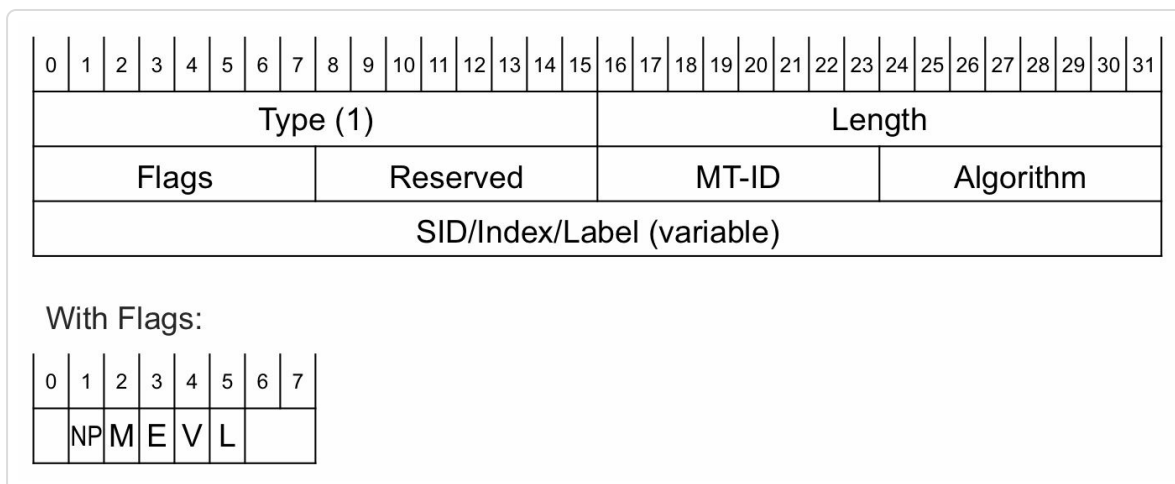 0 1 2 3 4 5 6 7 8 9 10 11 12 13 14 15 16 17 18 19 20 21 22 23 24 25 26 27 28 29 30 31
Type (1) Length
Flags Reserved MT-ID Algorithm
SID/Index/Label (variable)
With Flags:
0 1 2 3 4 5 6 7
NP M E V L